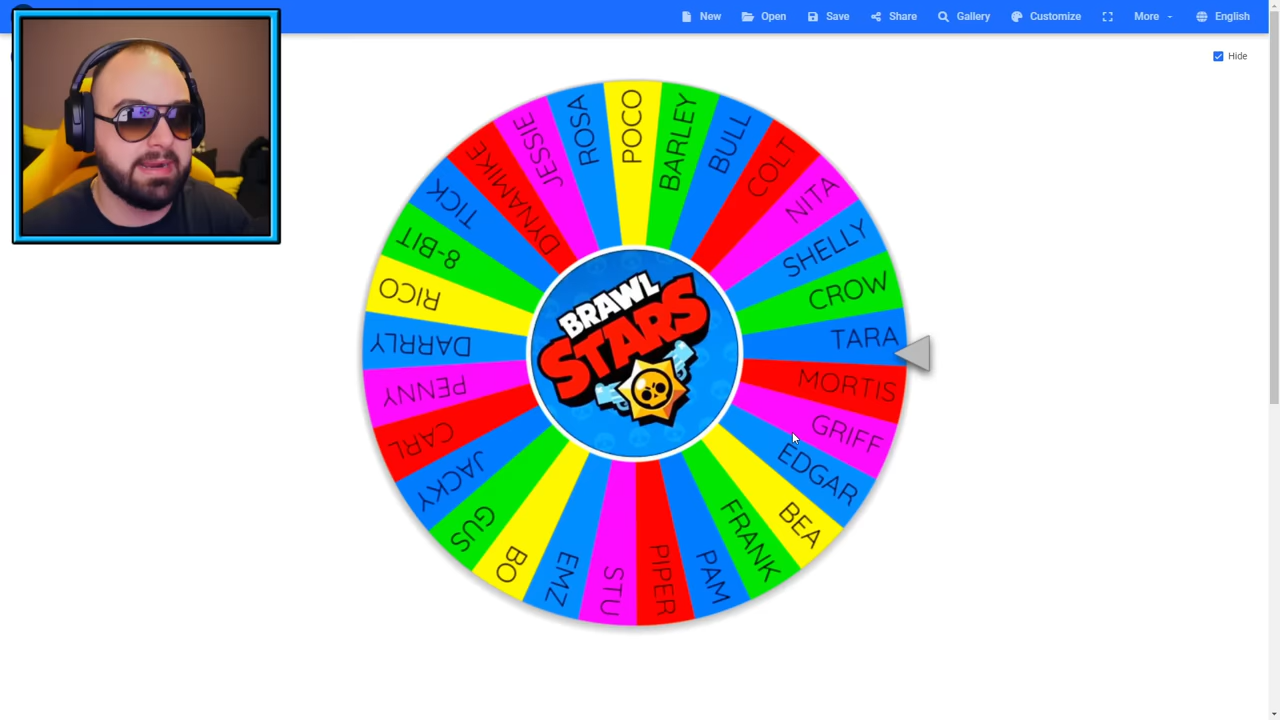 New
Open
Save
Share
Gallery
Customize
More
English
Hide
POCO
BARLEY
BULL
COLT
NITA
SHELLY
CROW
TARA
MORTIS
GRIFF
EDGAR
BEA
FRANK
PAM
PIPER
STU
EMZ
BO
GUS
JACKY
CARL
PENNY
DARRLY
RICO
8-BIT
TICK
DYNAMIKE
JESSIE
ROSA
BRAWL
STARS